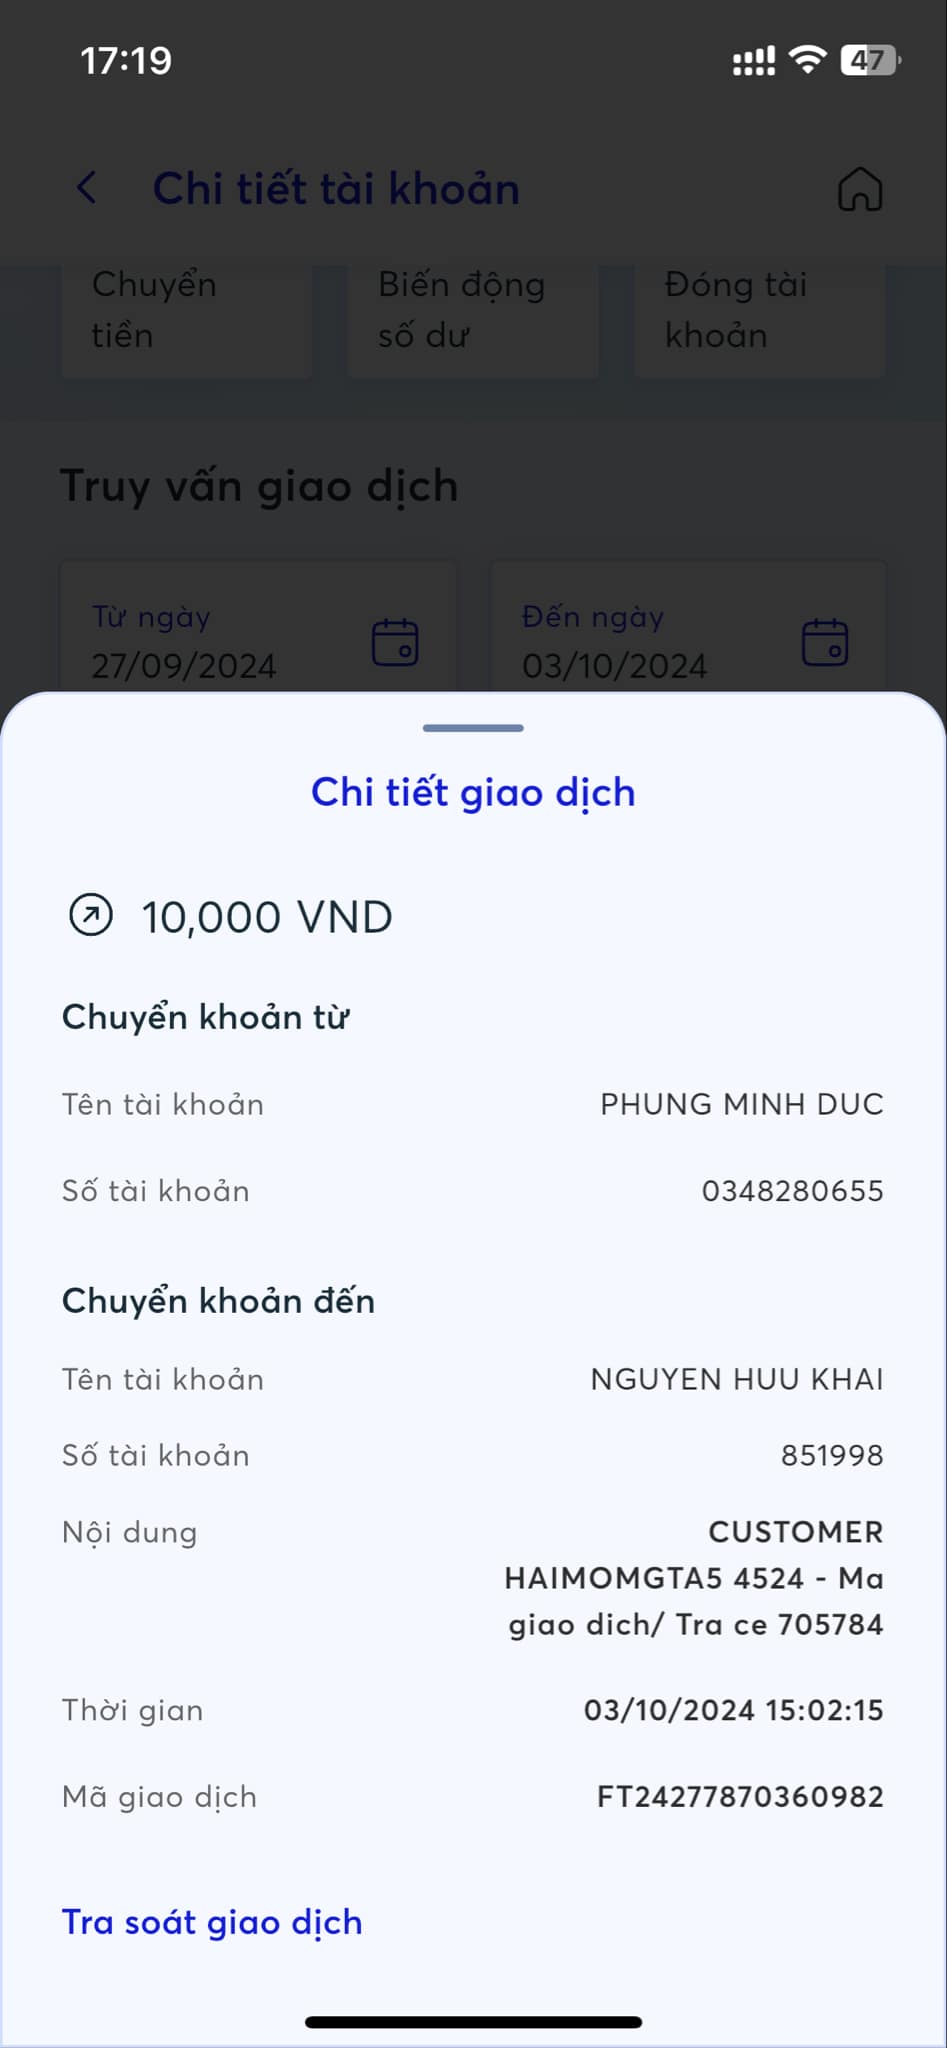 17:19
47
Chi tiết tài khoản
Chuyển
tiền
Biến động
số dư
Đóng tài
khoản
Truy vấn giao dịch
Từ ngày
27/09/2024
Đến ngày
03/10/2024
Chi tiết giao dịch
10,000 VND
Chuyển khoản từ
Tên tài khoản PHUNG MINH DUC
Số tài khoản 0348280655
Chuyển khoản đến
Tên tài khoản NGUYEN HUU KHAI
Số tài khoản 851998
Nội dung CUSTOMER
HAIMOMGTA5 4524 - Ma
giao dich/ Tra ce 705784
Thời gian 03/10/2024 15:02:15
Mã giao dịch FT24277870360982
Tra soát giao dịch